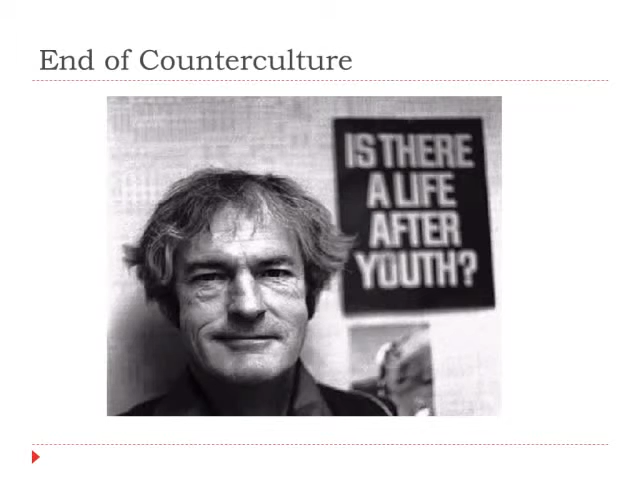 End of Counterculture
IS THERE
A LIFE
AFTER
YOUTH?